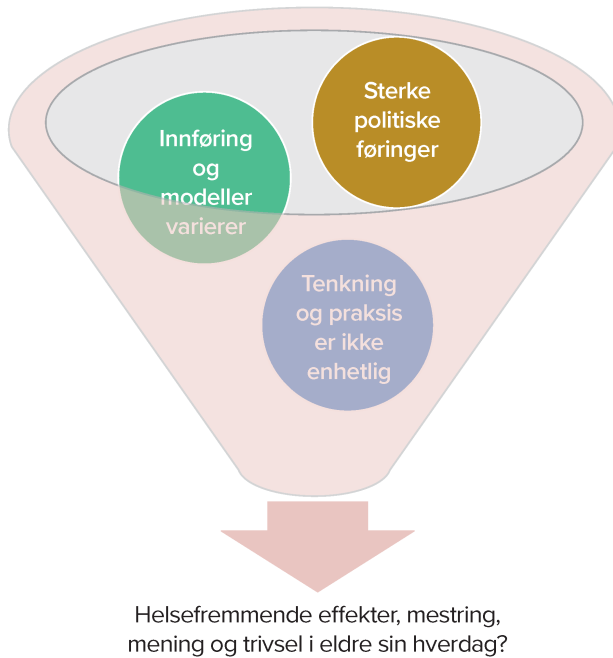 Sterke
politiske
føringer
Innføring
og
modeller
varierer
Tenkning
og praksis
er ikke
enhetlig
Helsefremmende effekter, mestring,
mening og trivsel i eldre sin hverdag?